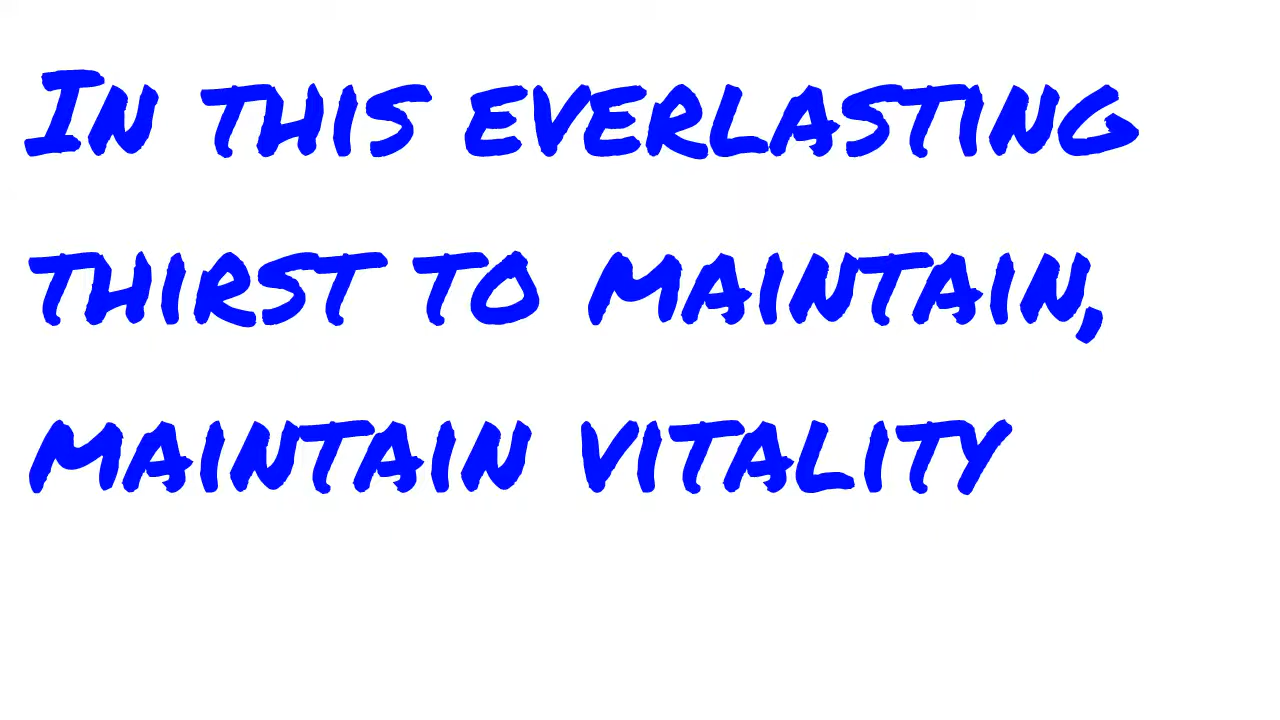 In this everlasting
thirst to maintain,
maintain vitality